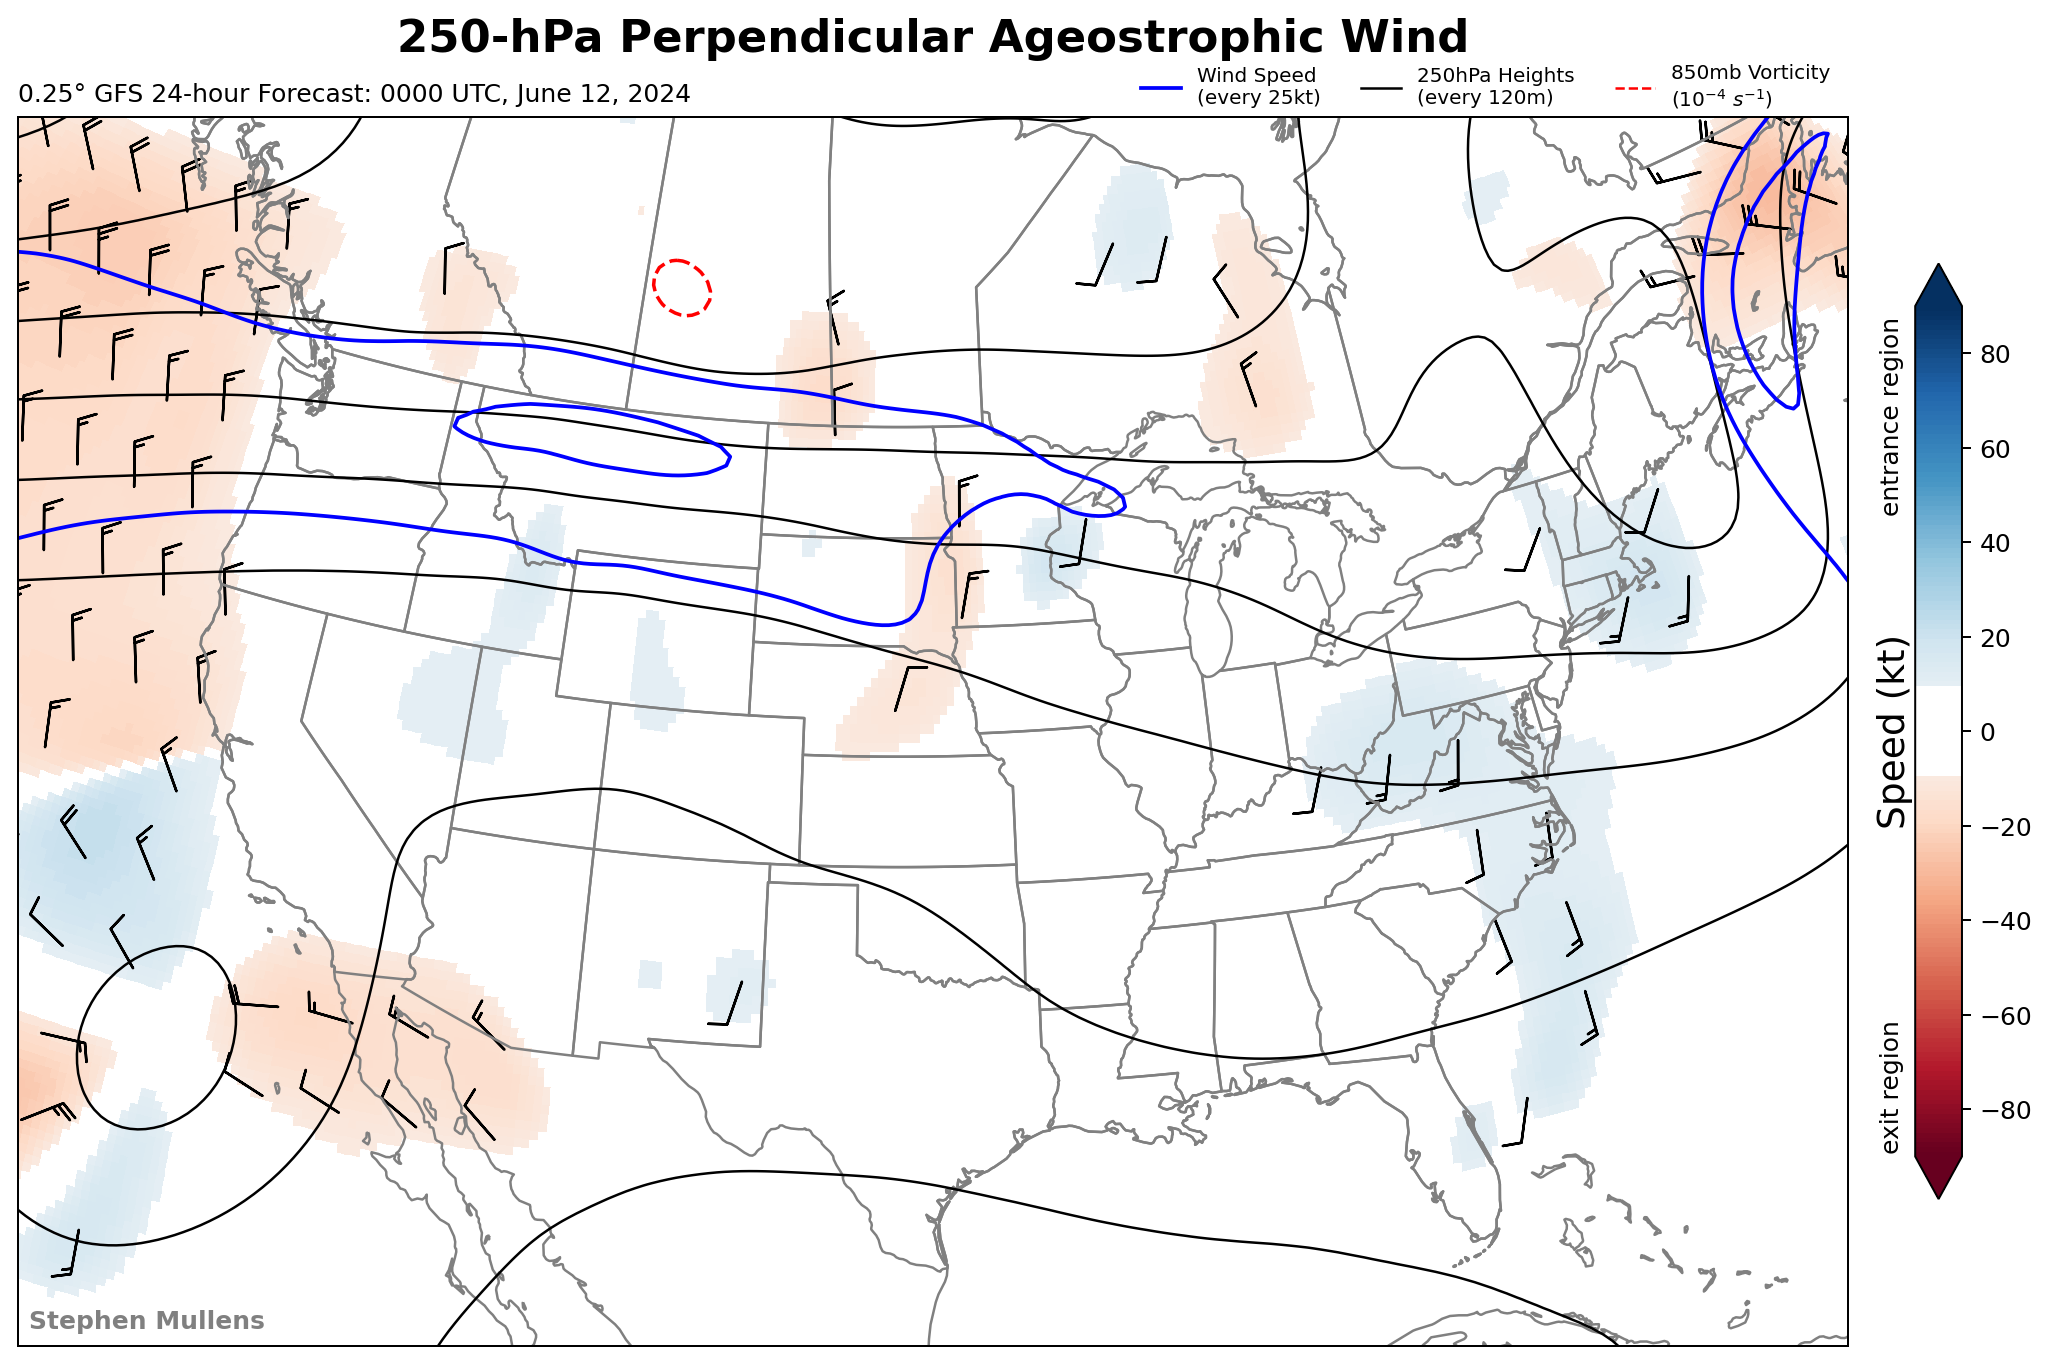 250-hPa Perpendicular Ageostrophic Wind
0.25° GFS 24-hour Forecast: 0000 UTC, June 12, 2024
Wind Speed
(every 25kt)
250hPa Heights
(every 120m)
850mb Vorticity
(10⁻⁴ s⁻¹)
entrance region
exit region
Speed (kt)
80
60
40
20
0
−20
−40
−60
−80
Stephen Mullens